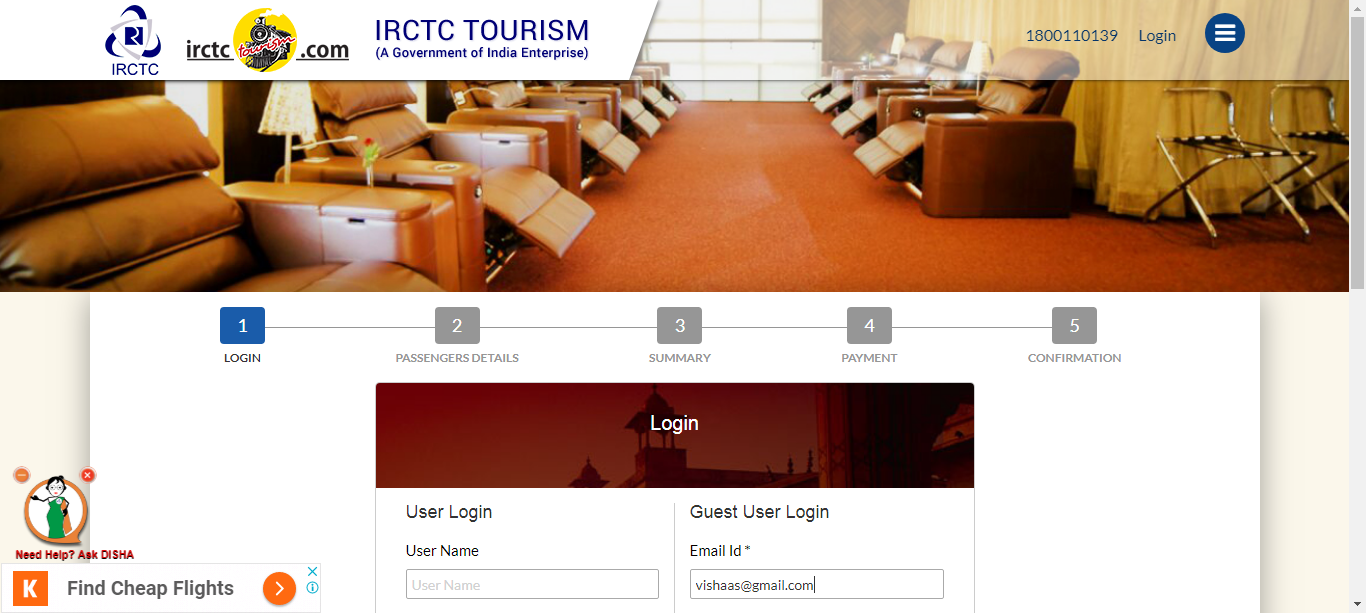 IRCTC
irctc tourism .com
IRCTC TOURISM
(A Government of India Enterprise)
1800110139
Login
1
LOGIN
2
PASSENGERS DETAILS
3
SUMMARY
4
PAYMENT
5
CONFIRMATION
Login
User Login
User Name
User Name
Guest User Login
Email Id *
vishaas@gmail.com
Need Help? Ask DISHA
K
Find Cheap Flights